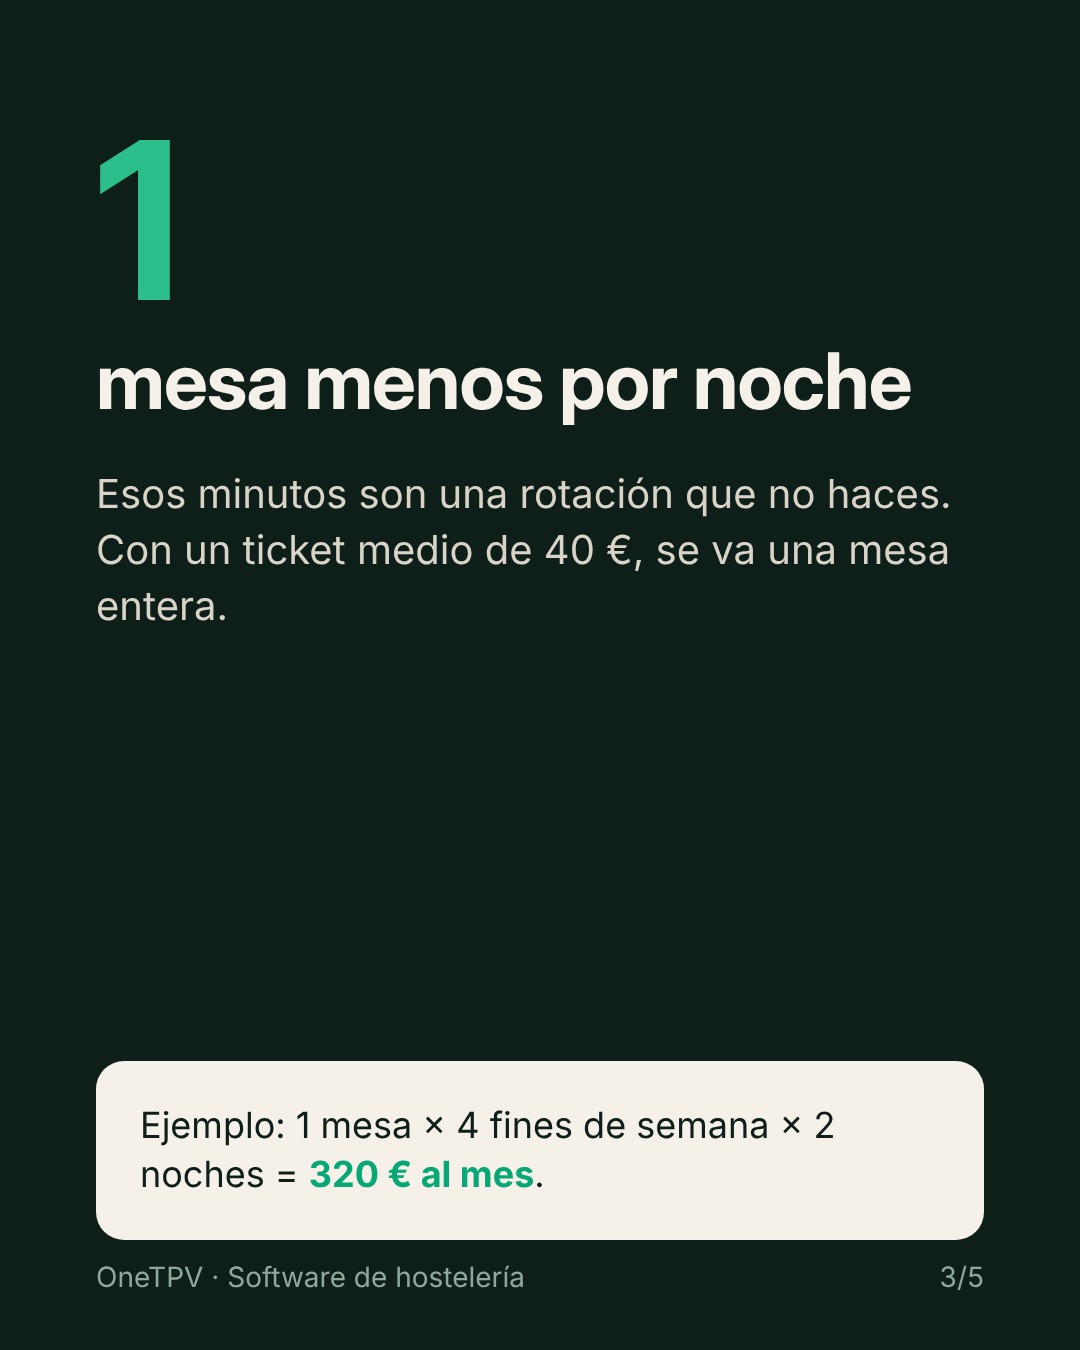 1
mesa menos por noche
Esos minutos son una rotación que no haces.
Con un ticket medio de 40 €, se va una mesa
entera.
Ejemplo: 1 mesa × 4 fines de semana × 2
noches = 320 € al mes.
OneTPV · Software de hostelería
3/5